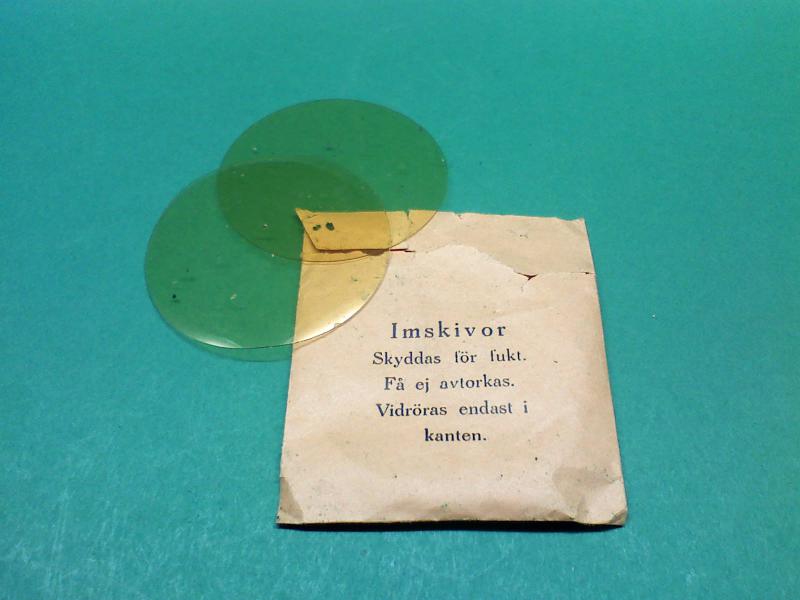 Imskivor
Skyddas för fukt.
Få ej avtorkas.
Vidröras endast i
kanten.